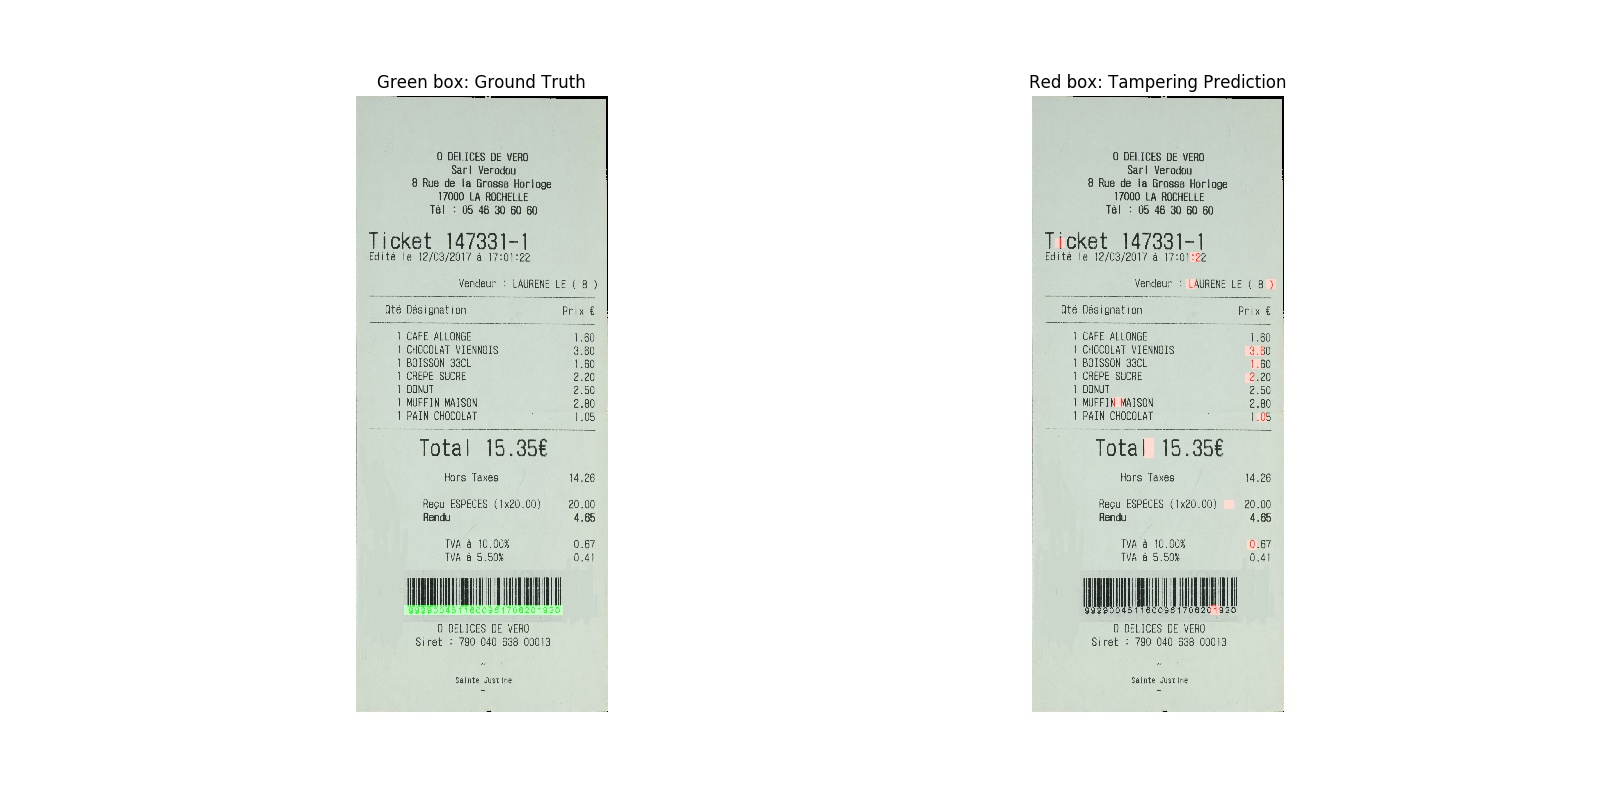 Green box: Ground Truth
O DELICES DE VERO
Sarl Verodou
8 Rue de la Grosse Horloge
17000 LA ROCHELLE
Tél : 05 46 30 60 60
Ticket 147331-1
Edité le 12/03/2017 à 17:01:22
Vendeur : LAURENE LE ( 8 )
Qté Désignation Prix €
1 CAFE ALLONGE 1.60
1 CHOCOLAT VIENNOIS 3.60
1 BOISSON 33CL 1.60
1 CREPE SUCRE 2.20
1 DONUT 2.50
1 MUFFIN MAISON 2.80
1 PAIN CHOCOLAT 1.05
Total 15.35€
Hors Taxes 14.26
Reçu ESPECES (1x20.00) 20.00
Rendu 4.65
TVA à 10.00% 0.67
TVA à 5.50% 0.41
O DELICES DE VERO
Siret : 790 040 638 00013
Sainte Justine
Red box: Tampering Prediction
O DELICES DE VERO
Sarl Verodou
8 Rue de la Grosse Horloge
17000 LA ROCHELLE
Tél : 05 46 30 60 60
Ticket 147331-1
Edité le 12/03/2017 à 17:01:22
Vendeur : LAURENE LE ( 8 )
Qté Désignation Prix €
1 CAFE ALLONGE 1.60
1 CHOCOLAT VIENNOIS 3.60
1 BOISSON 33CL 1.60
1 CREPE SUCRE 2.20
1 DONUT 2.50
1 MUFFIN MAISON 2.80
1 PAIN CHOCOLAT 1.05
Total 15.35€
Hors Taxes 14.26
Reçu ESPECES (1x20.00) 20.00
Rendu 4.65
TVA à 10.00% 0.67
TVA à 5.50% 0.41
O DELICES DE VERO
Siret : 790 040 638 00013
Sainte Justine